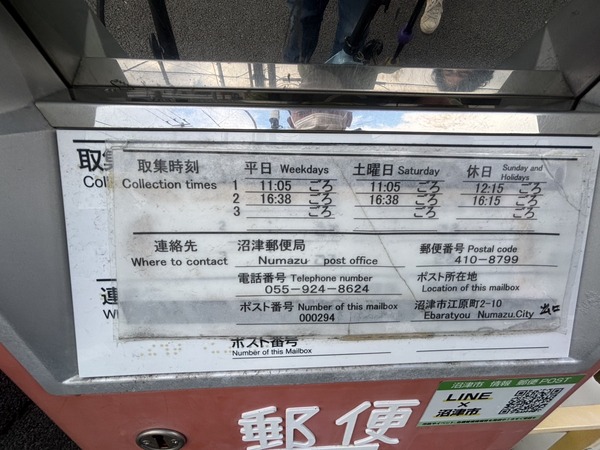 取集時刻 平日 Weekdays 土曜日 Saturday 休日 Sunday and Holidays
Collection times 1 11:05 ごろ 11:05 ごろ 12:15 ごろ
2 16:38 ごろ 16:38 ごろ 16:15 ごろ
3 ごろ ごろ ごろ
連絡先 沼津郵便局 郵便番号 Postal code
Where to contact Numazu post office 410-8799
電話番号 Telephone number ポスト所在地
055-924-8624 Location of this mailbox
ポスト番号 Number of this mailbox 沼津市江原町2-10
000294 Ebaratyou Numazu.City
取
Col
連
ポスト番号
Number of this Mailbox
沼津市 情報 郵便POST
LINE
×
沼津市
郵便